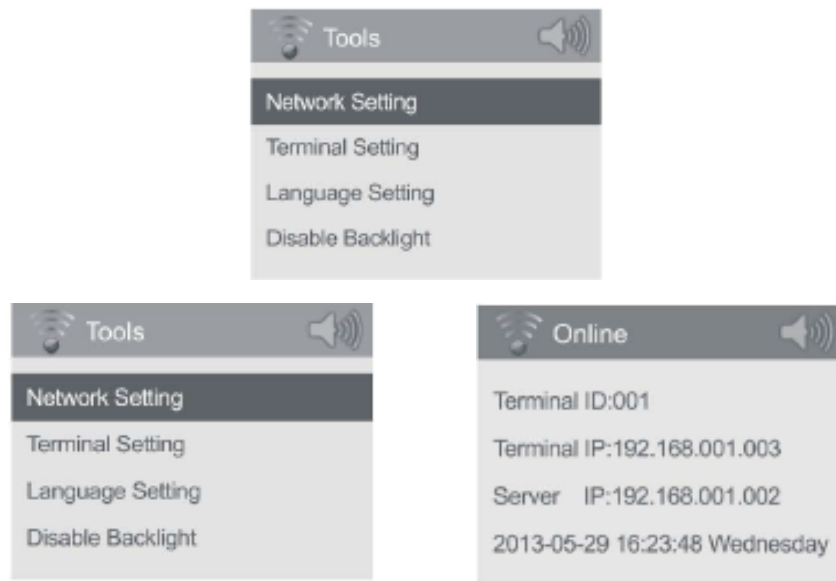 Tools
Network Setting
Terminal Setting
Language Setting
Disable Backlight
Tools
Network Setting
Terminal Setting
Language Setting
Disable Backlight
Online
Terminal ID:001
Terminal IP:192.168.001.003
Server IP:192.168.001.002
2013-05-29 16:23:48 Wednesday